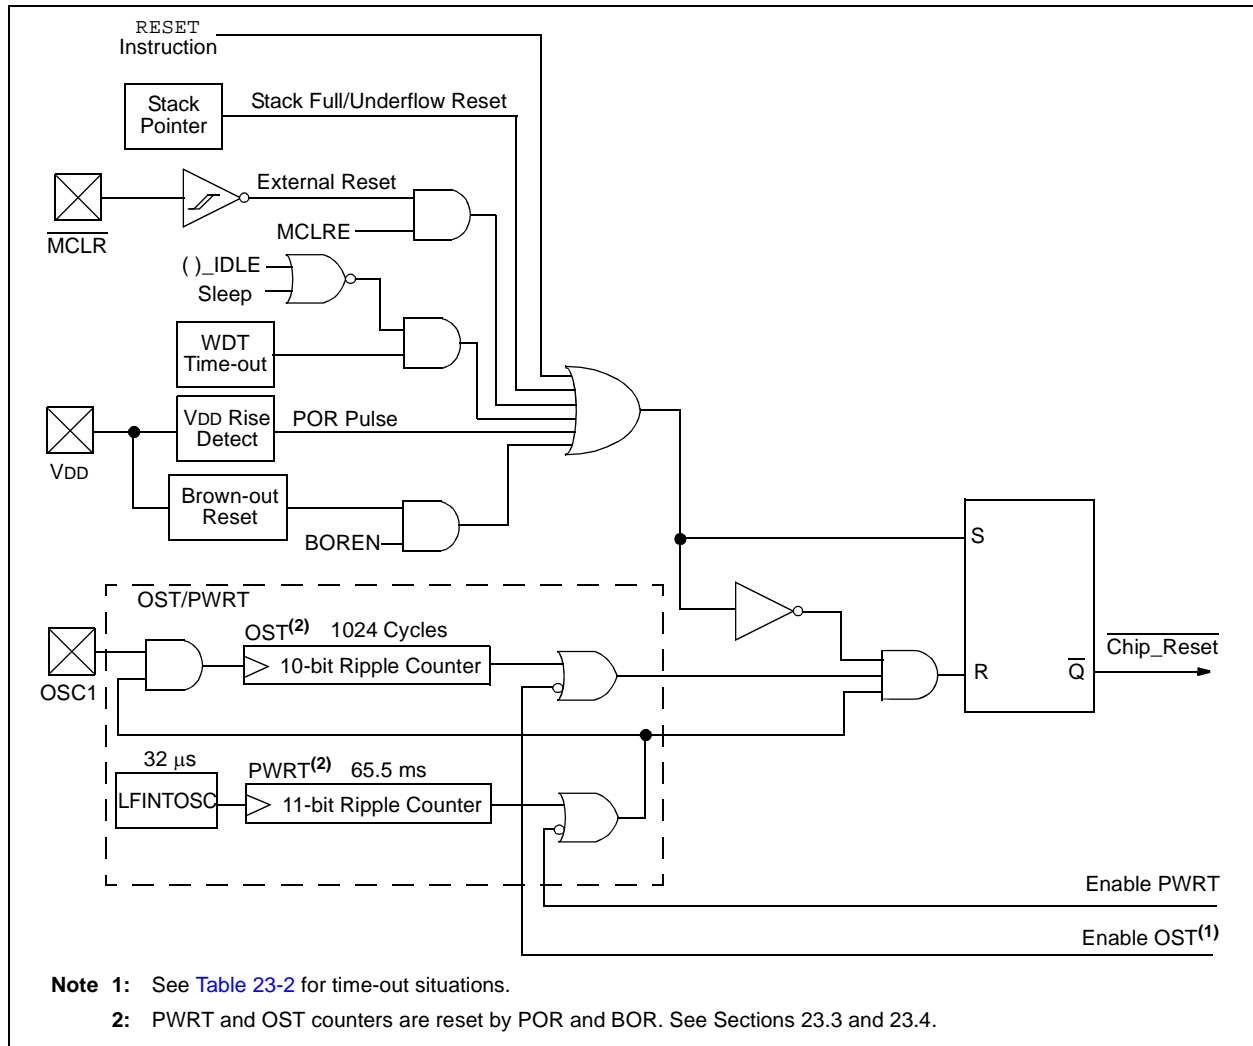 RESET
Instruction
Stack
Pointer
Stack Full/Underflow Reset
External Reset
MCLR
MCLRE
( )_IDLE
Sleep
WDT
Time-out
VDD Rise
Detect
POR Pulse
VDD
Brown-out
Reset
BOREN
S
OST/PWRT
OST(2) 1024 Cycles
10-bit Ripple Counter
OSC1
R
Q
Chip_Reset
32 μs
PWRT(2) 65.5 ms
LFINTOSC
11-bit Ripple Counter
Enable PWRT
Enable OST(1)
Note 1: See Table 23-2 for time-out situations.
2: PWRT and OST counters are reset by POR and BOR. See Sections 23.3 and 23.4.